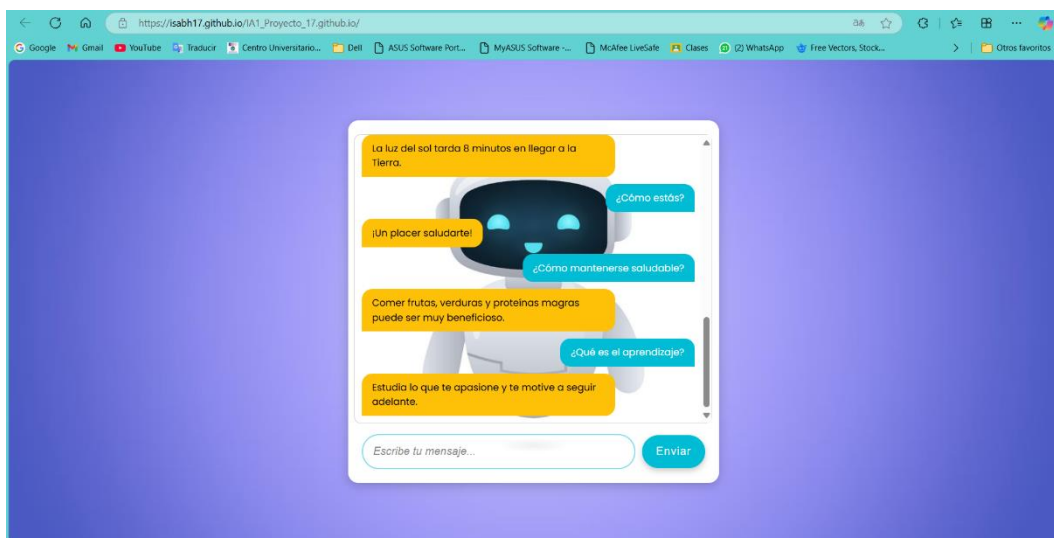 https://isabh17.github.io/IA1_Proyecto_17.github.io/
Google Gmail YouTube Traducir Centro Universitario... Dell ASUS Software Port... MyASUS Software -... McAfee LiveSafe Clases (2) WhatsApp Free Vectors, Stock... Otros favoritos
La luz del sol tarda 8 minutos en llegar a la
Tierra.
¿Cómo estás?
¡Un placer saludarte!
¿Cómo mantenerse saludable?
Comer frutas, verduras y proteínas magras
puede ser muy beneficioso.
¿Qué es el aprendizaje?
Estudia lo que te apasione y te motive a seguir
adelante.
Escribe tu mensaje...
Enviar